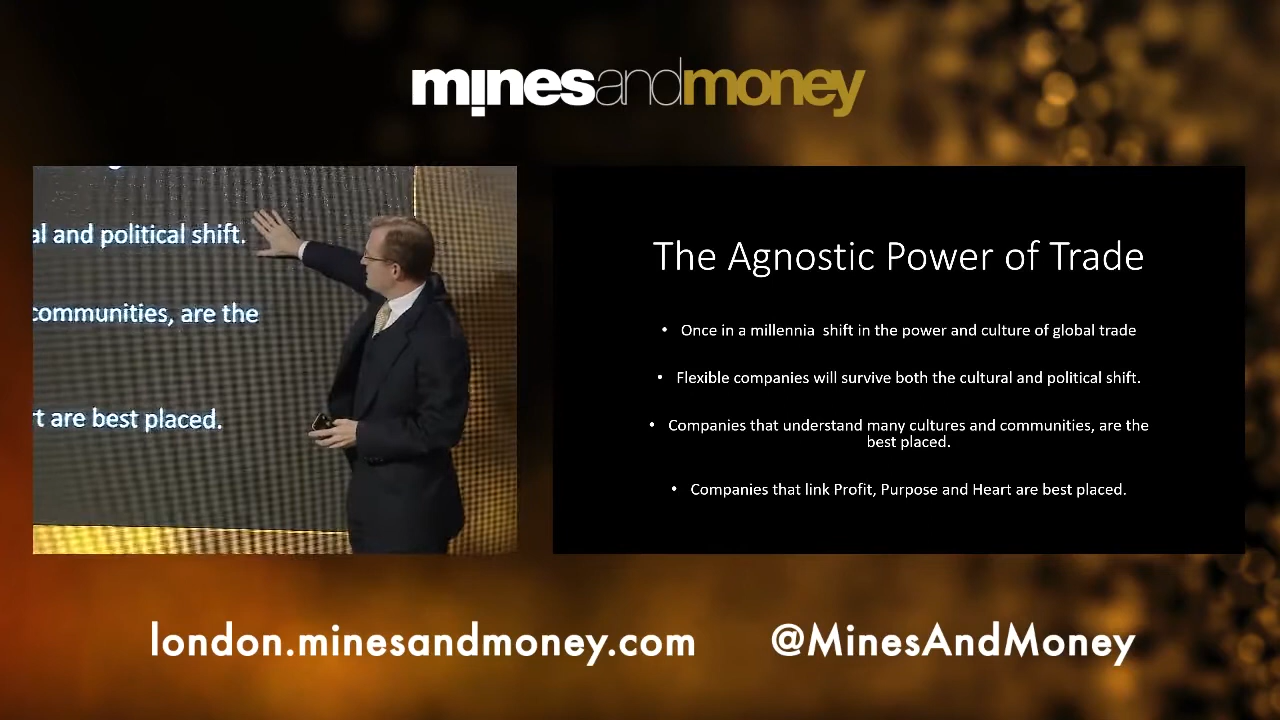 minesandmoney
al and political shift.
communities, are the
t are best placed.
The Agnostic Power of Trade
• Once in a millennia  shift in the power and culture of global trade
• Flexible companies will survive both the cultural and political shift.
• Companies that understand many cultures and communities, are the
best placed.
• Companies that link Profit, Purpose and Heart are best placed.
london.minesandmoney.com
@MinesAndMoney